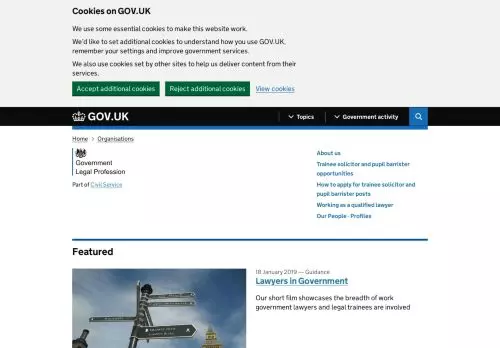 Cookies on GOV.UK
We use some essential cookies to make this website work.
We'd like to set additional cookies to understand how you use GOV.UK,
remember your settings and improve government services.
We also use cookies set by other sites to help us deliver content from their
services.
Accept additional cookies
Reject additional cookies
View cookies
GOV.UK
Topics
Government activity
Home
Organisations
Government
Legal Profession
Part of Civil Service
About us
Trainee solicitor and pupil barrister
opportunities
How to apply for trainee solicitor and
pupil barrister posts
Working as a qualified lawyer
Our People - Profiles
Featured
18 January 2019 — Guidance
Lawyers in Government
Our short film showcases the breadth of work
government lawyers and legal trainees are involved